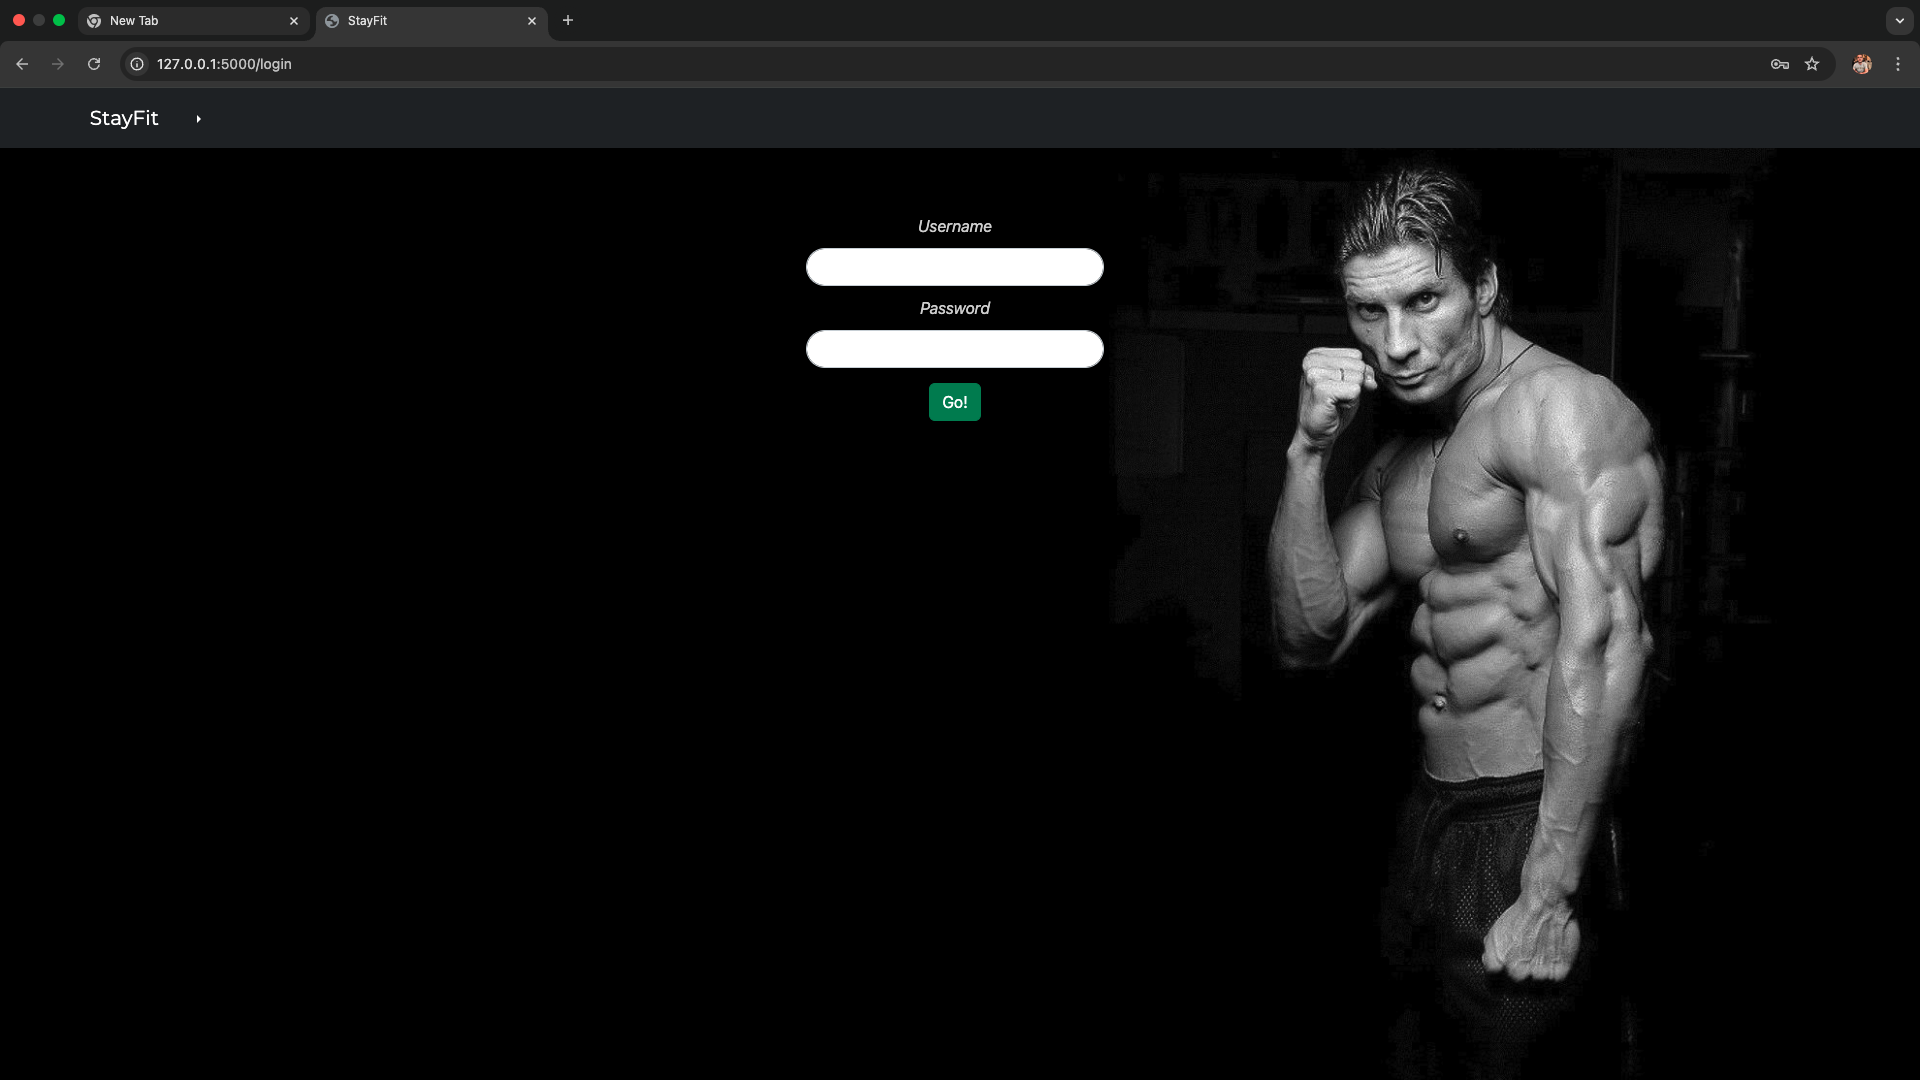 New Tab
StayFit
127.0.0.1:5000/login
StayFit
Username
Password
Go!